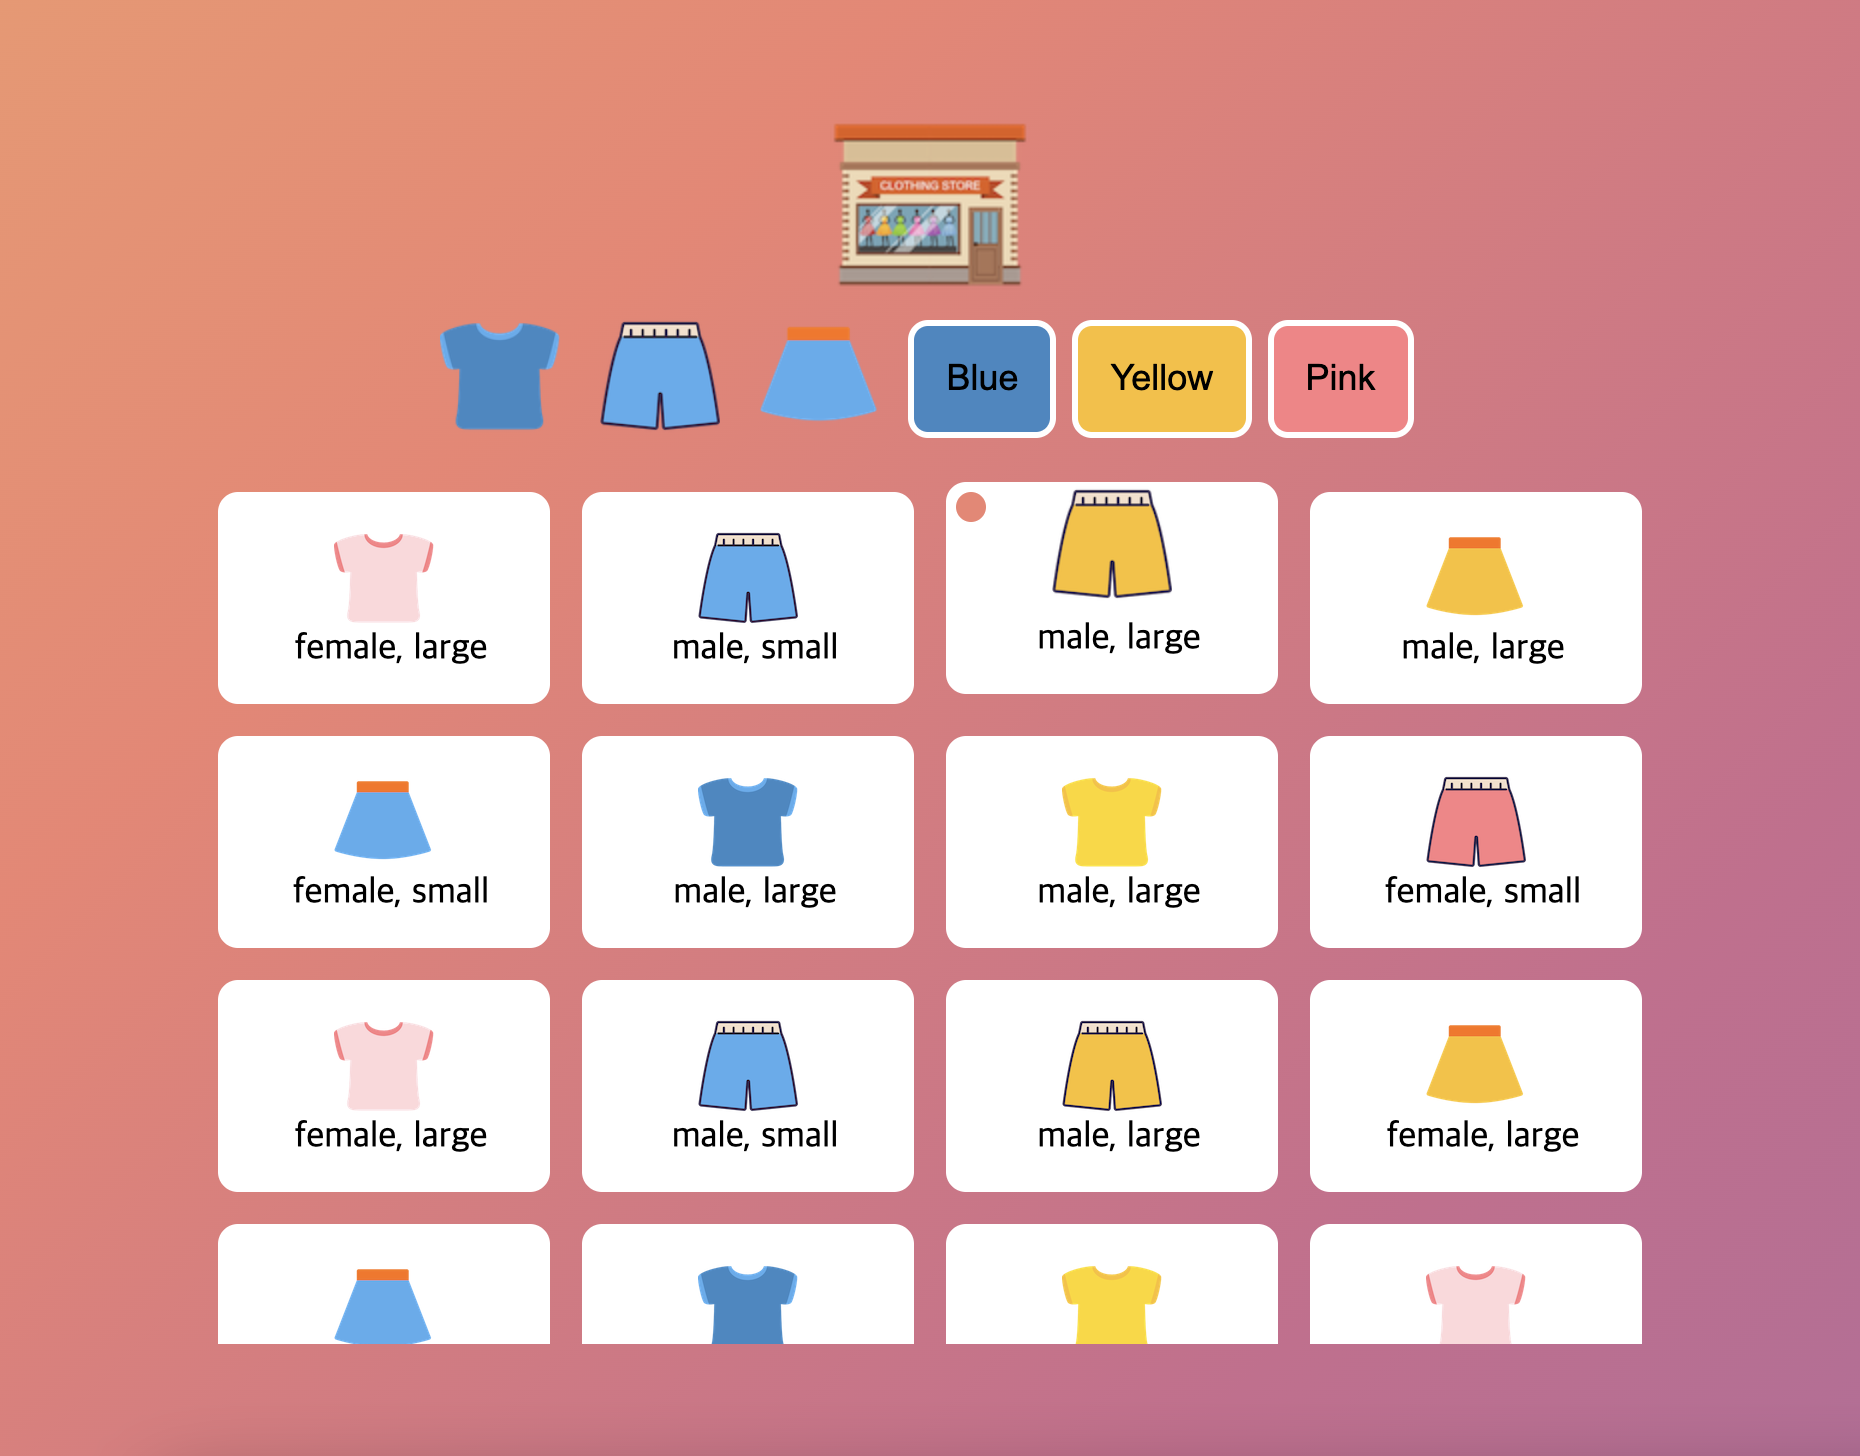 CLOTHING STORE
Blue
Yellow
Pink
female, large
male, small
male, large
male, large
female, small
male, large
male, large
female, small
female, large
male, small
male, large
female, large